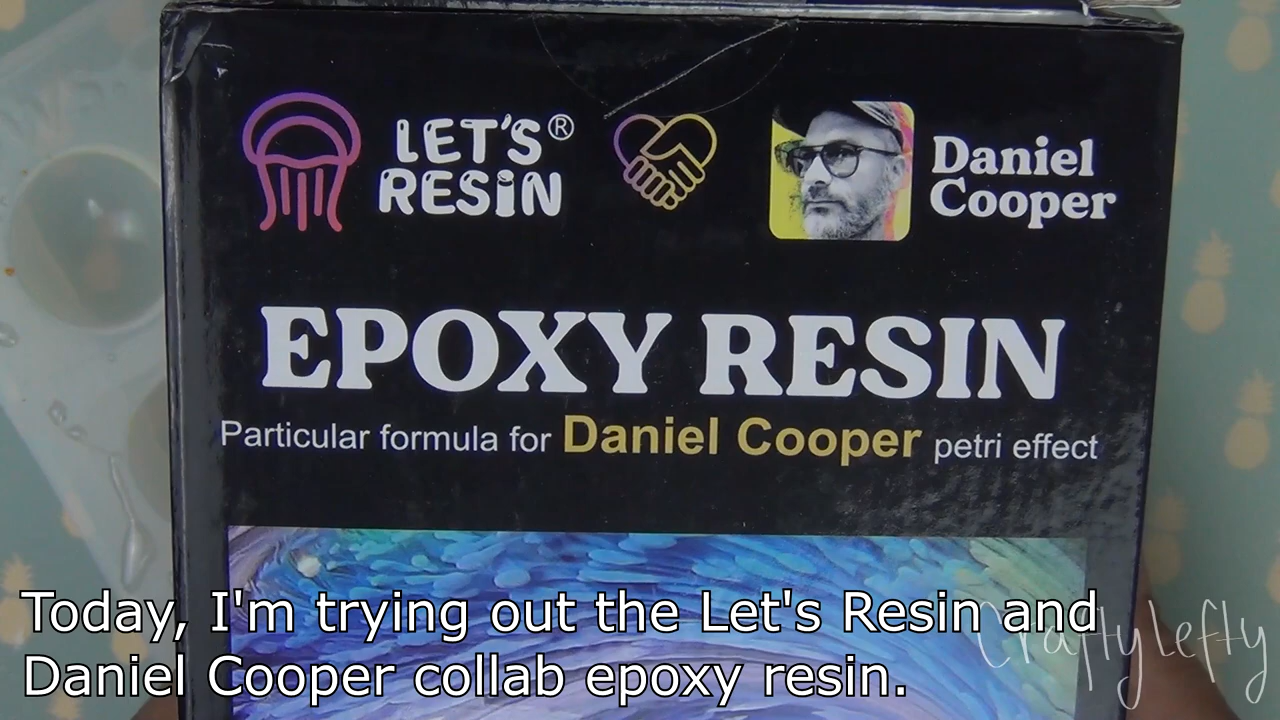 LET'S®
RESIN
Daniel
Cooper
EPOXY RESIN
Particular formula for Daniel Cooper petri effect
Today, I'm trying out the Let's Resin and
Daniel Cooper collab epoxy resin.
CraftyLefty